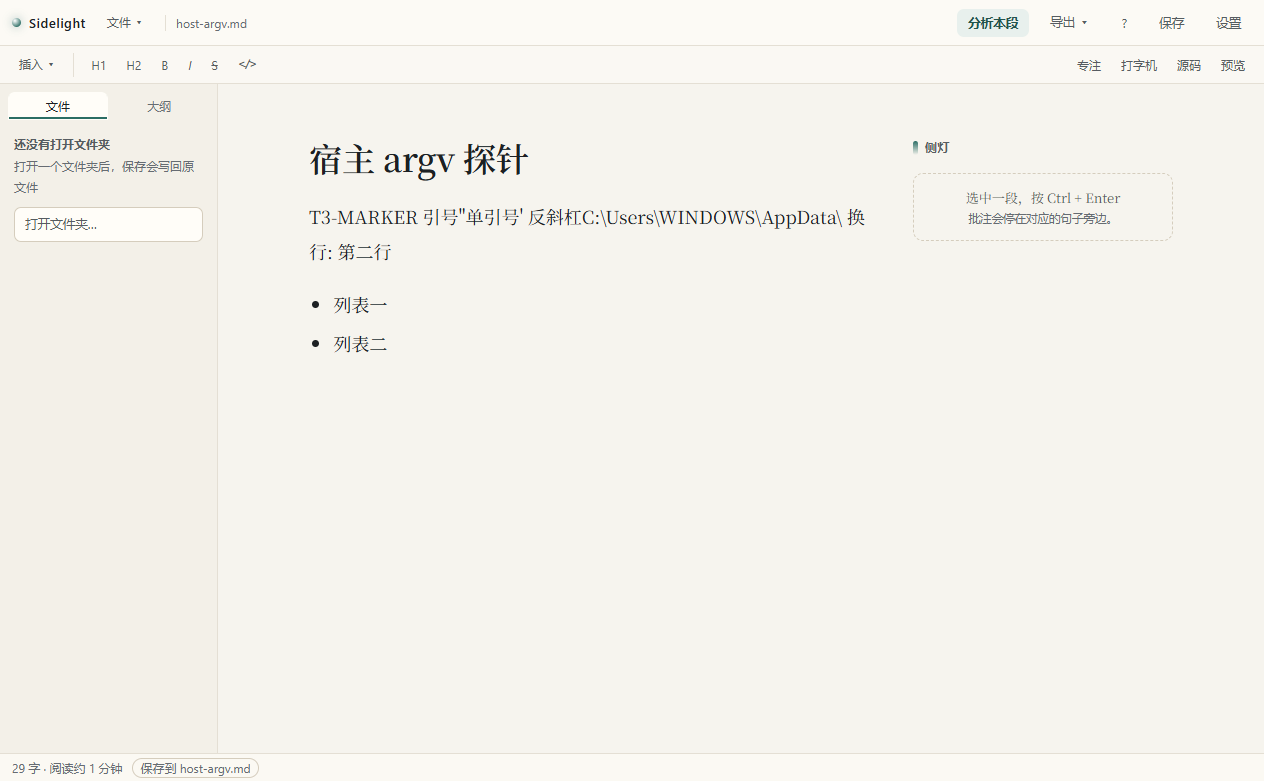 Sidelight 文件 ▾ host-argv.md 分析本段 导出 ▾ ? 保存 设置
插入 ▾ H1 H2 B I S </> 专注 打字机 源码 预览
文件 大纲
还没有打开文件夹
打开一个文件夹后，保存会写回原
文件
打开文件夹...
宿主 argv 探针
T3-MARKER 引号"单引号' 反斜杠C:\Users\WINDOWS\AppData\ 换
行: 第二行
• 列表一
• 列表二
侧灯
选中一段，按 Ctrl + Enter
批注会停在对应的句子旁边。
29 字 · 阅读约 1 分钟 保存到 host-argv.md